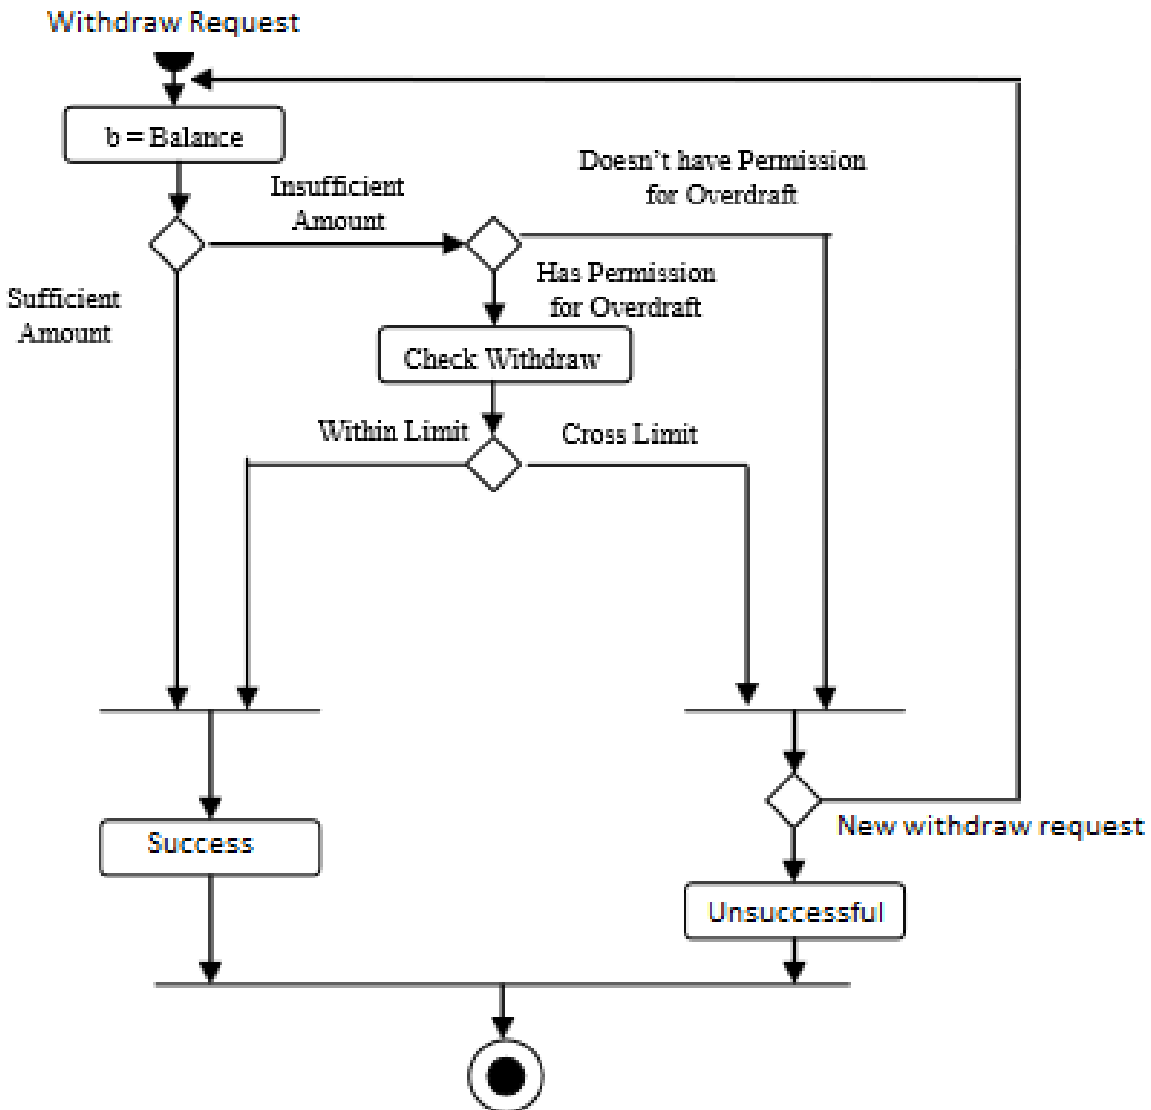 Withdraw Request
b = Balance
Doesn't have Permission
for Overdraft
Insufficient
Amount
Has Permission
for Overdraft
Sufficient
Amount
Check Withdraw
Within Limit
Cross Limit
New withdraw request
Success
Unsuccessful